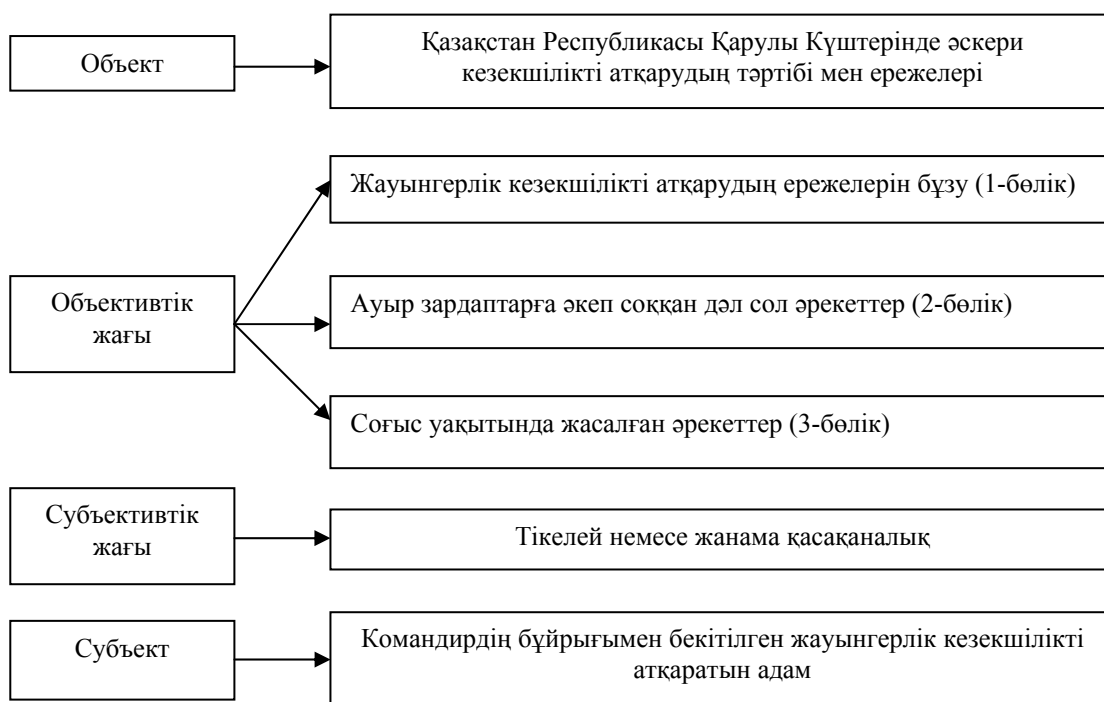 Объект
Қазақстан Республикасы Қарулы Күштерінде әскери
кезекшілікті атқарудың тәртібі мен ережелері
Объективтік
жағы
Жауынгерлік кезекшілікті атқарудың ережелерін бұзу (1-бөлік)
Ауыр зардаптарға әкеп соққан дәл сол әрекеттер (2-бөлік)
Соғыс уақытында жасалған әрекеттер (3-бөлік)
Субъективтік
жағы
Тікелей немесе жанама қасақаналық
Субъект
Командирдің бұйрығымен бекітілген жауынгерлік кезекшілікті
атқаратын адам